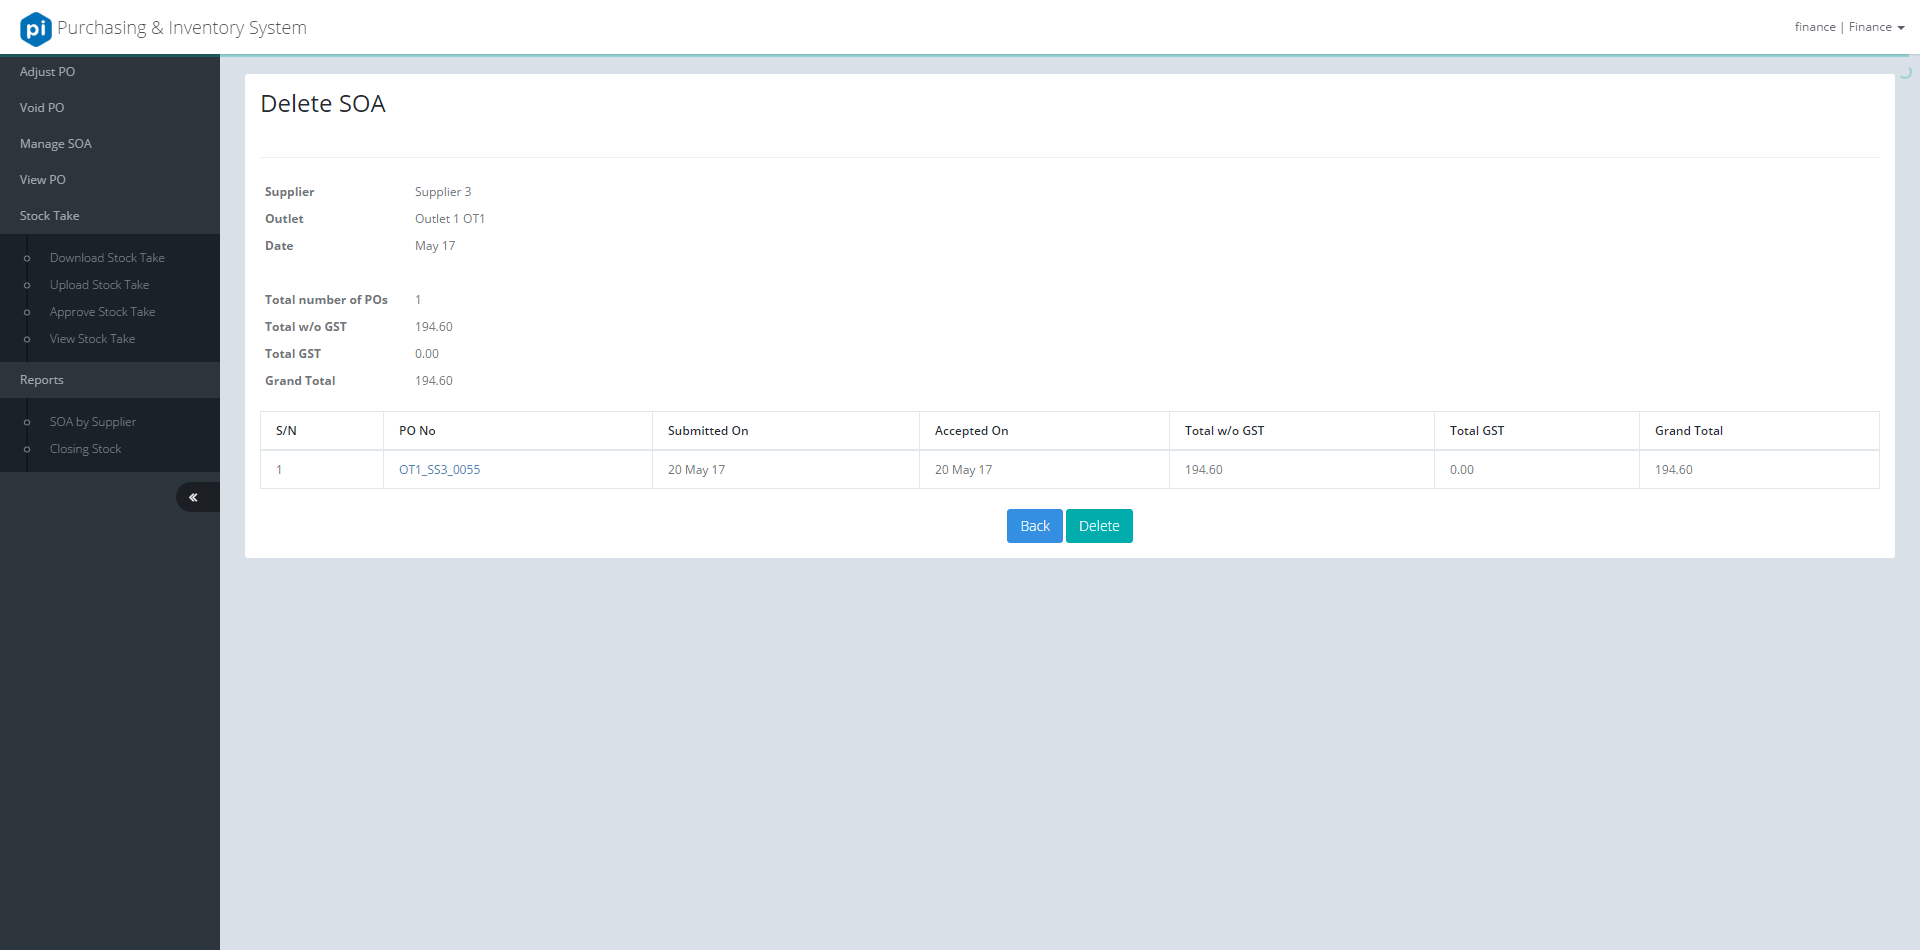 pi Purchasing & Inventory System
finance | Finance
Adjust PO
Void PO
Manage SOA
View PO
Stock Take
Download Stock Take
Upload Stock Take
Approve Stock Take
View Stock Take
Reports
SOA by Supplier
Closing Stock
Delete SOA
Supplier Supplier 3
Outlet Outlet 1 OT1
Date May 17
Total number of POs 1
Total w/o GST 194.60
Total GST 0.00
Grand Total 194.60
S/N PO No Submitted On Accepted On Total w/o GST Total GST Grand Total
1 OT1_SS3_0055 20 May 17 20 May 17 194.60 0.00 194.60
Back Delete